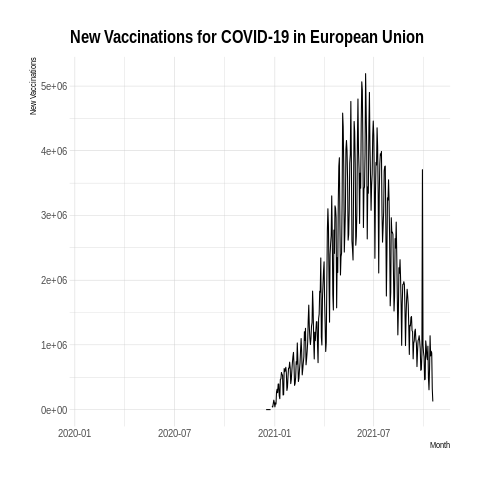 New Vaccinations for COVID-19 in European Union
New Vaccinations
5e+06
4e+06
3e+06
2e+06
1e+06
0e+00
2020-01 2020-07 2021-01 2021-07
Month